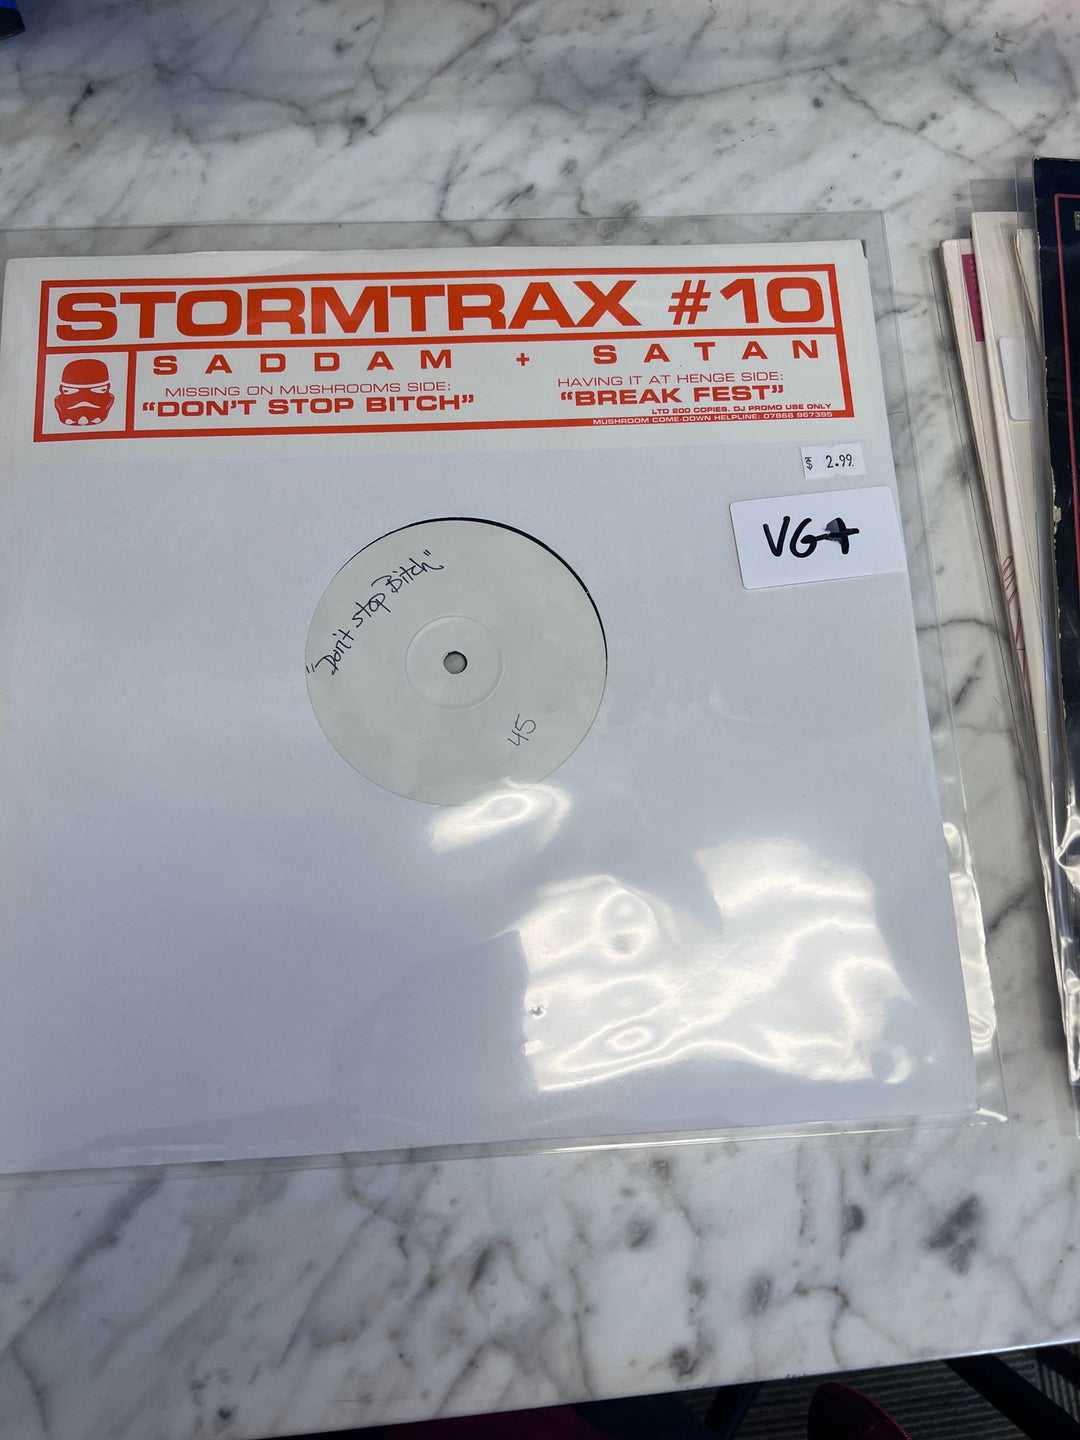 STORMTRAX #10
SADDAM + SATAN
MISSING ON MUSHROOMS SIDE:
"DON'T STOP BITCH"
HAVING IT AT HENGE SIDE:
"BREAK FEST"
LTD 200 COPIES. DJ PROMO USE ONLY
MUSHROOM COME-DOWN HELPLINE: 07866 967395
$ 2.99
VG+
"Don't stop Bitch"
45